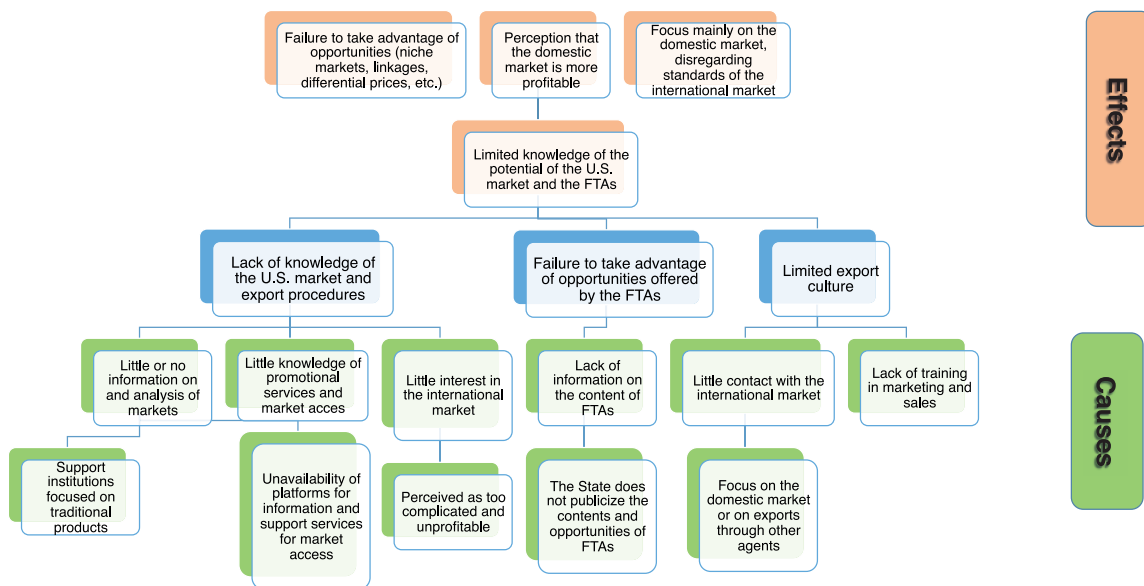 Failure to take advantage of
opportunities (niche
markets, linkages,
differential prices, etc.)
Perception that
the domestic
market is more
profitable
Focus mainly on the
domestic market,
disregarding
standards of the
international market
Effects
Limited knowledge of the
potential of the U.S.
market and the FTAs
Lack of knowledge of
the U.S. market and
export procedures
Failure to take advantage
of opportunities offered
by the FTAs
Limited export
culture
Causes
Little or no
information on
and analysis of
markets
Little knowledge of
promotional
services and
market acces
Little interest in
the international
market
Lack of
information on
the content of
FTAs
Little contact with the
international market
Lack of training
in marketing and
sales
Support
institutions
focused on
traditional
products
Unavailability of
platforms for
information and
support services
for market
access
Perceived as too
complicated and
unprofitable
The State does
not publicize the
contents and
opportunities of
FTAs
Focus on the
domestic market
or on exports
through other
agents